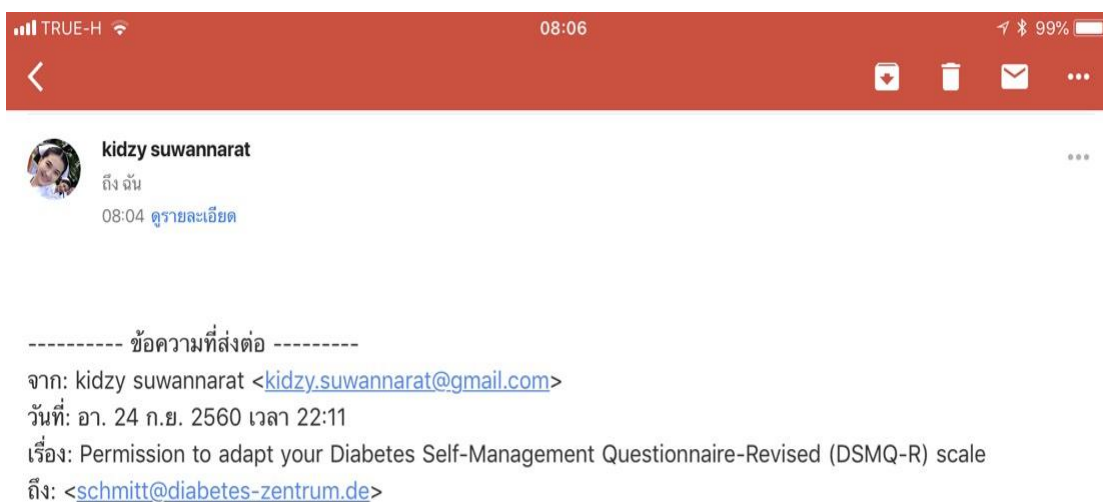 TRUE-H 08:06 99%
kidzy suwannarat
ถึง ฉัน
08:04 ดูรายละเอียด
---------- ข้อความที่ส่งต่อ ---------
จาก: kidzy suwannarat <kidzy.suwannarat@gmail.com>
วันที่: อา. 24 ก.ย. 2560 เวลา 22:11
เรื่อง: Permission to adapt your Diabetes Self-Management Questionnaire-Revised (DSMQ-R) scale
ถึง: <schmitt@diabetes-zentrum.de>